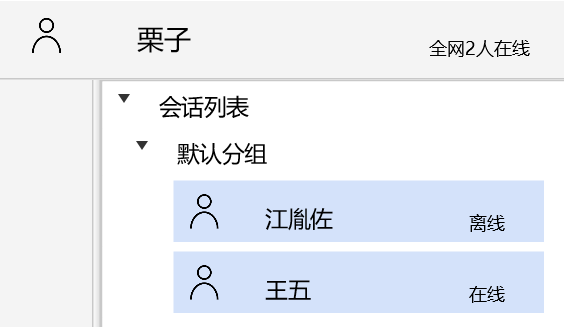 栗子
全网2人在线
会话列表
默认分组
江胤佐 离线
王五 在线